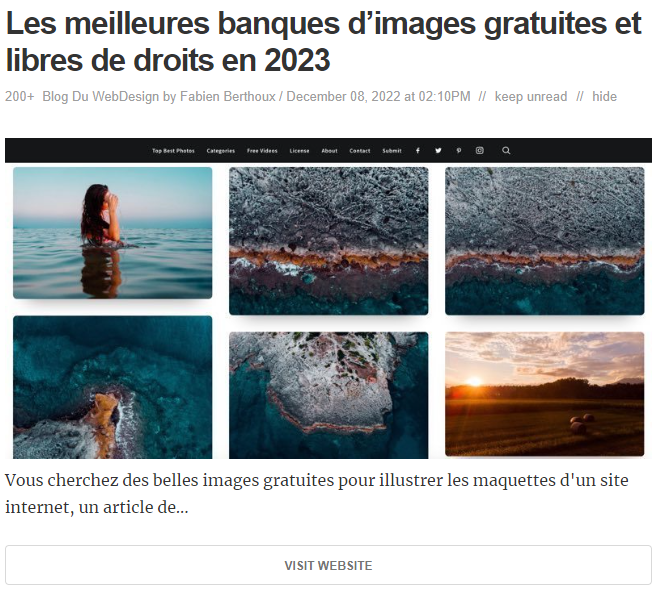 Les meilleures banques d’images gratuites et
libres de droits en 2023
200+ Blog Du WebDesign by Fabien Berthoux / December 08, 2022 at 02:10PM // keep unread // hide
Top Best Photos Categories Free Videos License About Contact Submit
Vous cherchez des belles images gratuites pour illustrer les maquettes d'un site
internet, un article de...
VISIT WEBSITE